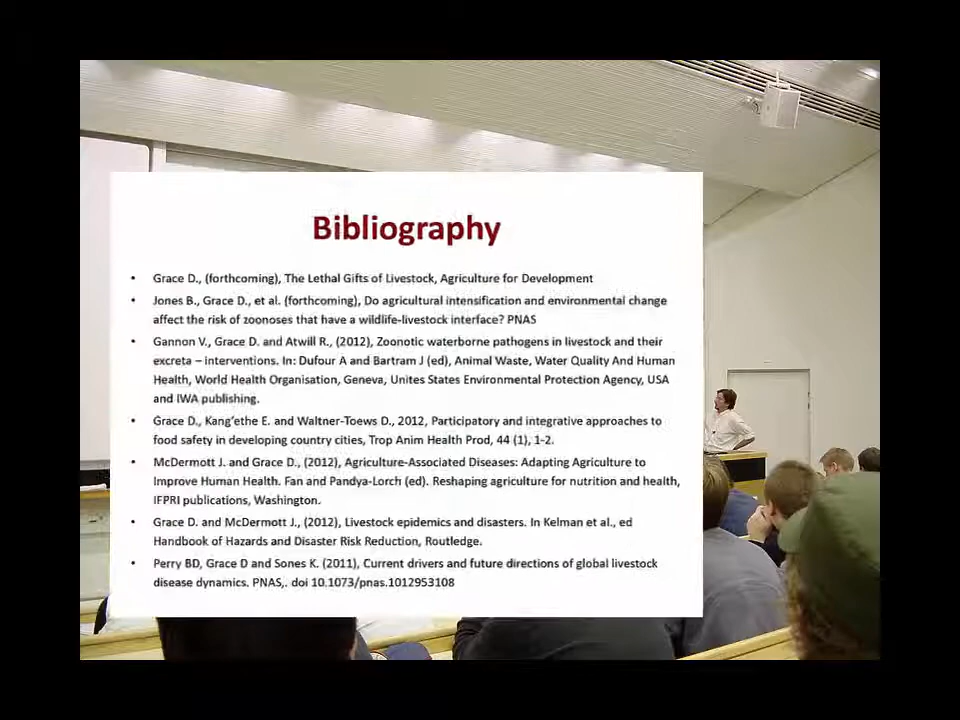 Bibliography
• Grace D., (forthcoming), The Lethal Gifts of Livestock, Agriculture for Development
• Jones B., Grace D., et al. (forthcoming), Do agricultural intensification and environmental change
affect the risk of zoonoses that have a wildlife-livestock interface? PNAS
• Gannon V., Grace D. and Atwill R., (2012), Zoonotic waterborne pathogens in livestock and their
excreta – interventions. In: Dufour A and Bartram J (ed), Animal Waste, Water Quality And Human
Health, World Health Organisation, Geneva, Unites States Environmental Protection Agency, USA
and IWA publishing.
• Grace D., Kang'ethe E. and Waltner-Toews D., 2012, Participatory and integrative approaches to
food safety in developing country cities, Trop Anim Health Prod, 44 (1), 1-2.
• McDermott J. and Grace D., (2012), Agriculture-Associated Diseases: Adapting Agriculture to
Improve Human Health. Fan and Pandya-Lorch (ed). Reshaping agriculture for nutrition and health,
IFPRI publications, Washington.
• Grace D. and McDermott J., (2012), Livestock epidemics and disasters. In Kelman et al., ed
Handbook of Hazards and Disaster Risk Reduction, Routledge.
• Perry BD, Grace D and Sones K. (2011), Current drivers and future directions of global livestock
disease dynamics. PNAS,. doi 10.1073/pnas.1012953108